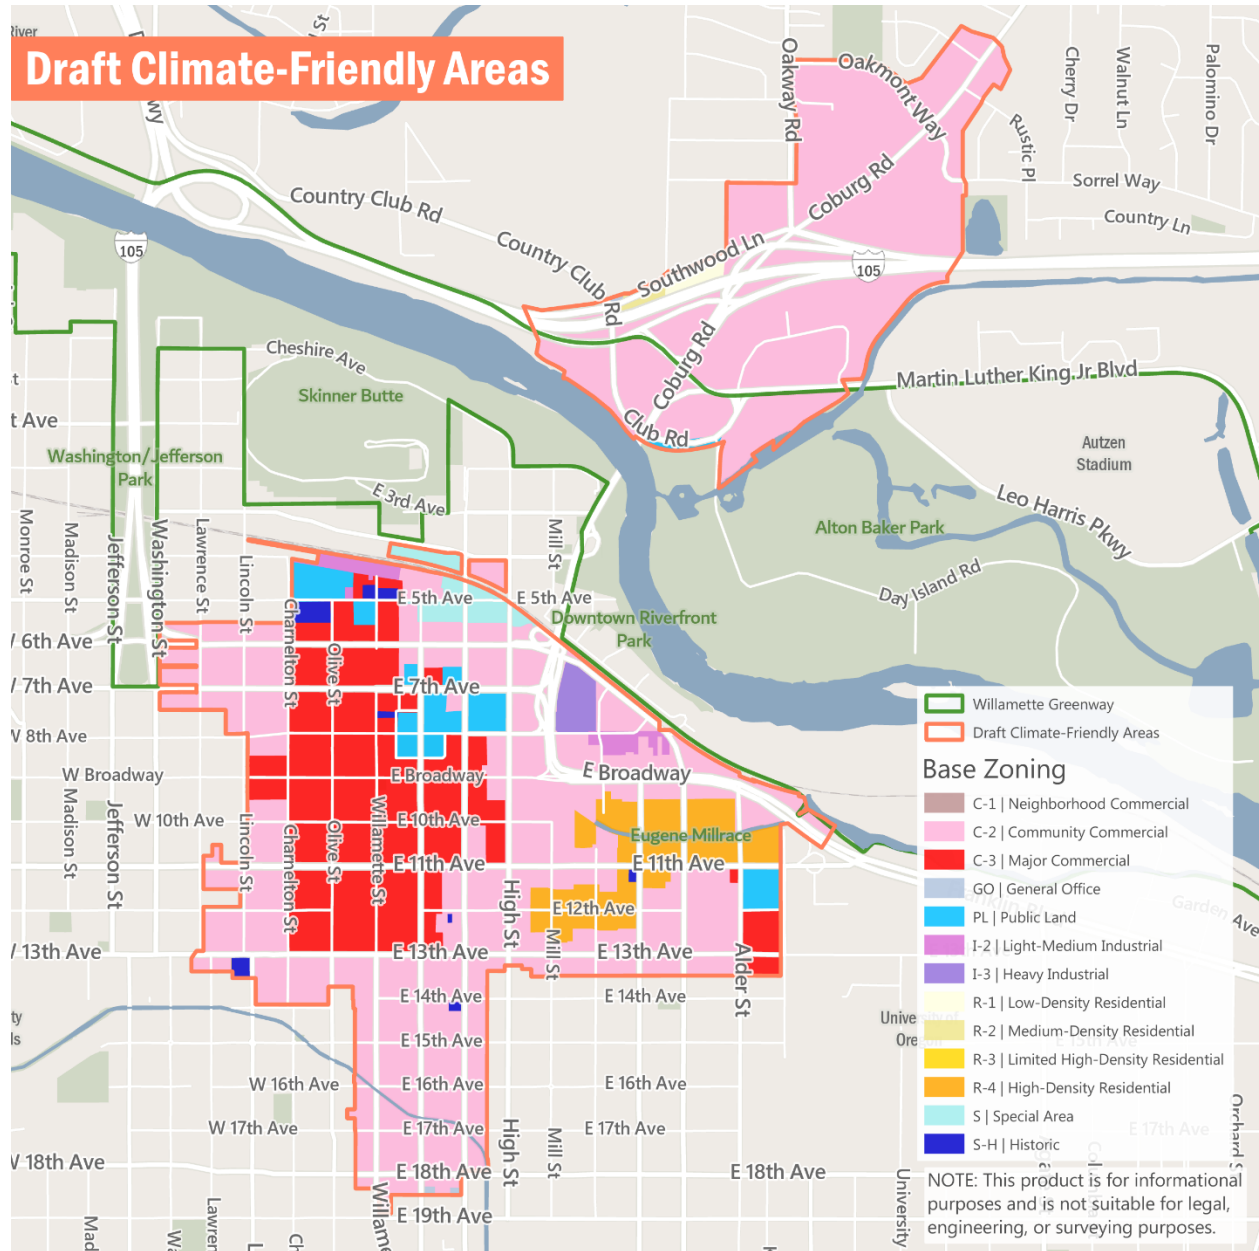 River
Draft Climate-Friendly Areas
Oakway Rd
Oakmont Way
Cherry Dr
Walnut Ln
Palomino Dr
Rustic Pl
Coburg Rd
Sorrel Way
Country Ln
Country Club Rd
Country Club Rd
Southwood Ln
105
105
Coburg Rd
Club Rd
Martin Luther King Jr Blvd
Cheshire Ave
Skinner Butte
Washington/Jefferson
Park
E 3rd Ave
Autzen
Stadium
Leo Harris Pkwy
Alton Baker Park
Day Island Rd
Monroe St
Madison St
Jefferson St
Washington St
Lawrence St
Lincoln St
Mill St
Charnelton St
Olive St
E 5th Ave
E 5th Ave
Downtown Riverfront
Park
W 6th Ave
W 7th Ave
E 7th Ave
W 8th Ave
W Broadway
E Broadway
E Broadway
W 10th Ave
E 10th Ave
Eugene Millrace
Madison St
Jefferson St
Lincoln St
Charnelton St
Olive St
Willamette St
E 11th Ave
E 11th Ave
High St
E 12th Ave
W 13th Ave
E 13th Ave
E 13th Ave
Mill St
Alder St
E 14th Ave
E 14th Ave
E 15th Ave
W 16th Ave
E 16th Ave
E 16th Ave
W 17th Ave
E 17th Ave
E 17th Ave
High St
Mill St
W 18th Ave
E 18th Ave
E 18th Ave
E 19th Ave
University
Willamette Greenway
Draft Climate-Friendly Areas
Base Zoning
C-1 | Neighborhood Commercial
C-2 | Community Commercial
C-3 | Major Commercial
GO | General Office
PL | Public Land
I-2 | Light-Medium Industrial
I-3 | Heavy Industrial
R-1 | Low-Density Residential
R-2 | Medium-Density Residential
R-3 | Limited High-Density Residential
R-4 | High-Density Residential
S | Special Area
S-H | Historic
Garden Ave
E 15th Ave
E 17th Ave
NOTE: This product is for informational
purposes and is not suitable for legal,
engineering, or surveying purposes.